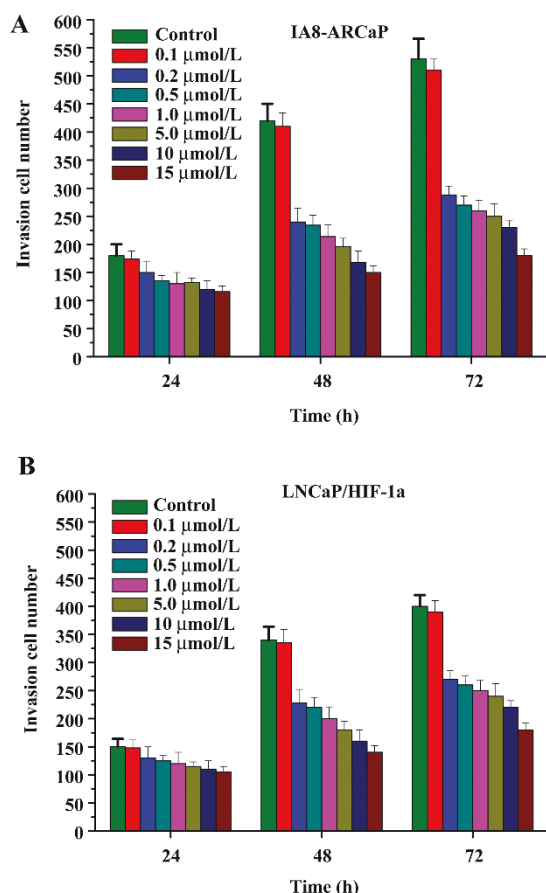 A
IA8-ARCaP
Control
0.1 μmol/L
0.2 μmol/L
0.5 μmol/L
1.0 μmol/L
5.0 μmol/L
10 μmol/L
15 μmol/L
Invasion cell number
600
550
500
450
400
350
300
250
200
150
100
50
0
24
48
72
Time (h)
B
LNCaP/HIF-1a
Control
0.1 μmol/L
0.2 μmol/L
0.5 μmol/L
1.0 μmol/L
5.0 μmol/L
10 μmol/L
15 μmol/L
Invasion cell number
600
550
500
450
400
350
300
250
200
150
100
50
0
24
48
72
Time (h)